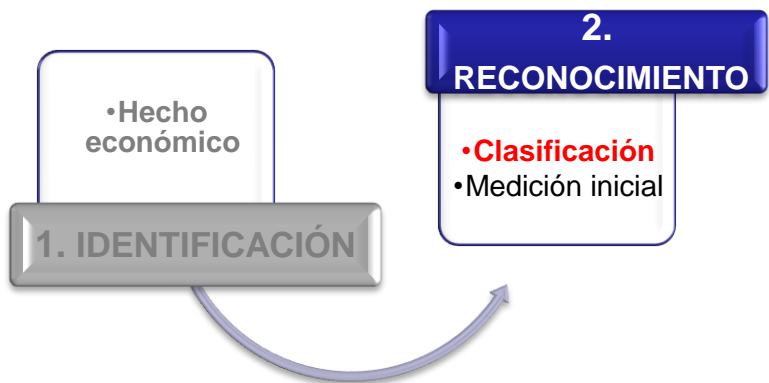 •Hecho
económico
1. IDENTIFICACIÓN
2.
RECONOCIMIENTO
•Clasificación
•Medición inicial